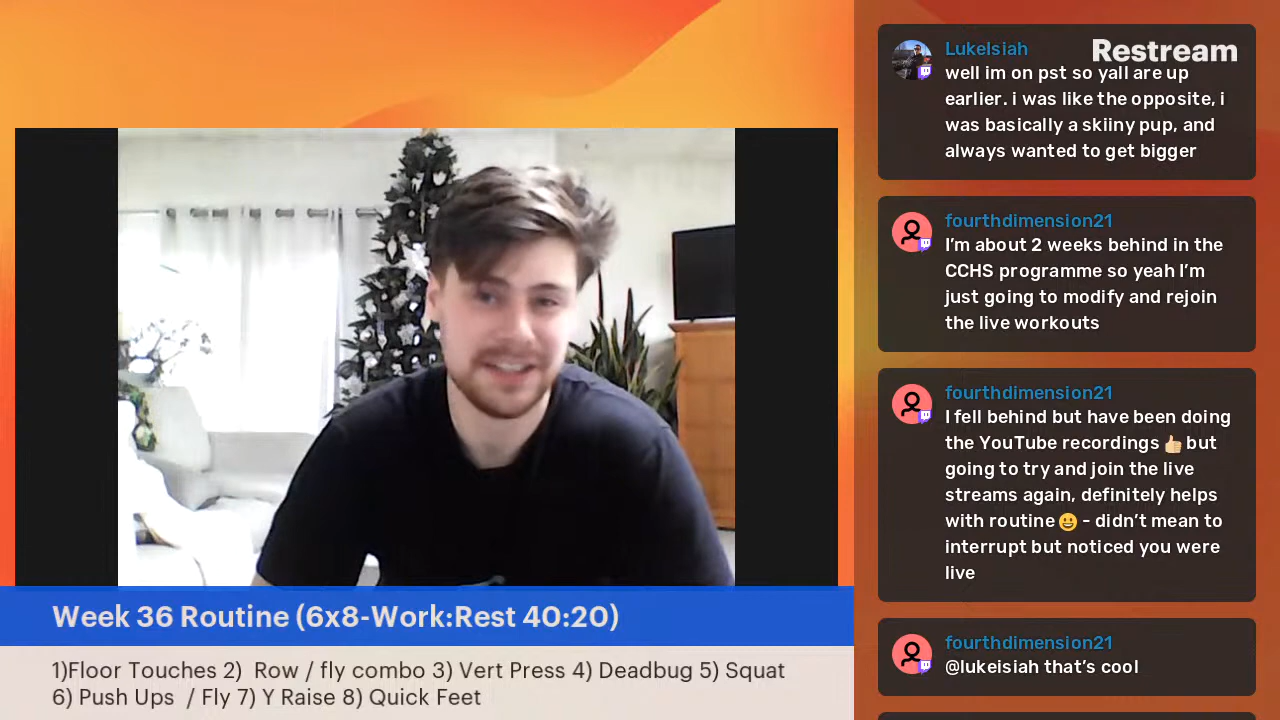 Restream
LukeIsiah
well im on pst so yall are up
earlier. i was like the opposite, i
was basically a skiiny pup, and
always wanted to get bigger
fourthdimension21
I’m about 2 weeks behind in the
CCHS programme so yeah I’m
just going to modify and rejoin
the live workouts
fourthdimension21
I fell behind but have been doing
the YouTube recordings 👍🏼 but
going to try and join the live
streams again, definitely helps
with routine 😀 - didn’t mean to
interrupt but noticed you were
live
fourthdimension21
@lukeisiah that’s cool
Week 36 Routine (6x8-Work:Rest 40:20)
1)Floor Touches 2) Row / fly combo 3) Vert Press 4) Deadbug 5) Squat
6) Push Ups / Fly 7) Y Raise 8) Quick Feet